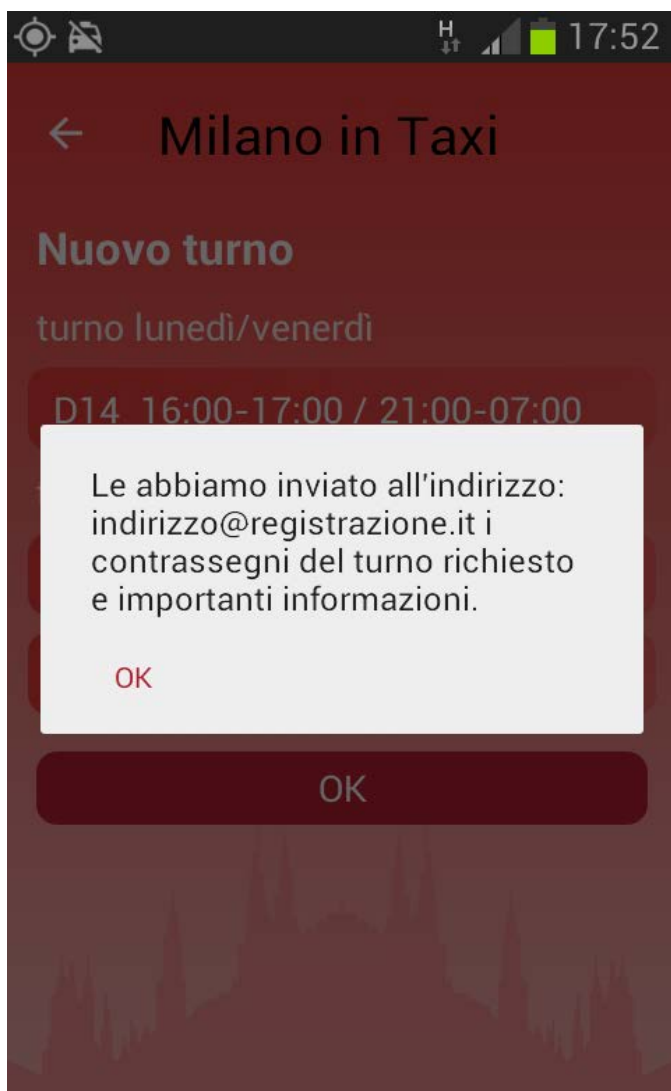 H 17:52
Milano in Taxi
Nuovo turno
turno lunedì/venerdì
D14 16:00-17:00 / 21:00-07:00
Le abbiamo inviato all'indirizzo:
indirizzo@registrazione.it i
contrassegni del turno richiesto
e importanti informazioni.
OK
OK